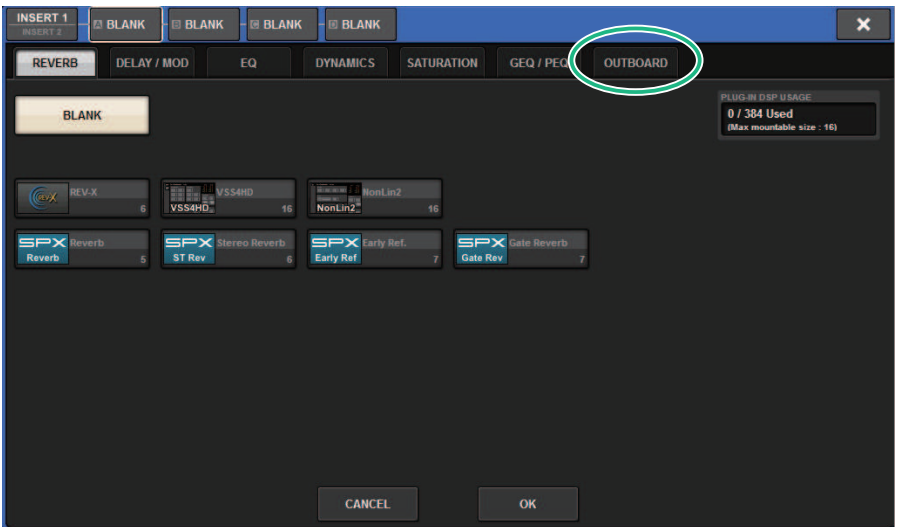 INSERT 1
INSERT 2
A BLANK
B BLANK
C BLANK
D BLANK
REVERB
DELAY / MOD
EQ
DYNAMICS
SATURATION
GEQ / PEQ
OUTBOARD
BLANK
PLUG-IN DSP USAGE
0 / 384 Used
(Max mountable size : 16)
REV-X
REV-X
6
VSS4HD
VSS4HD
16
NonLin2
NonLin2
16
SPX Reverb
Reverb
5
SPX Stereo Reverb
ST Rev
6
SPX Early Ref.
Early Ref
7
SPX Gate Reverb
Gate Rev
7
CANCEL
OK